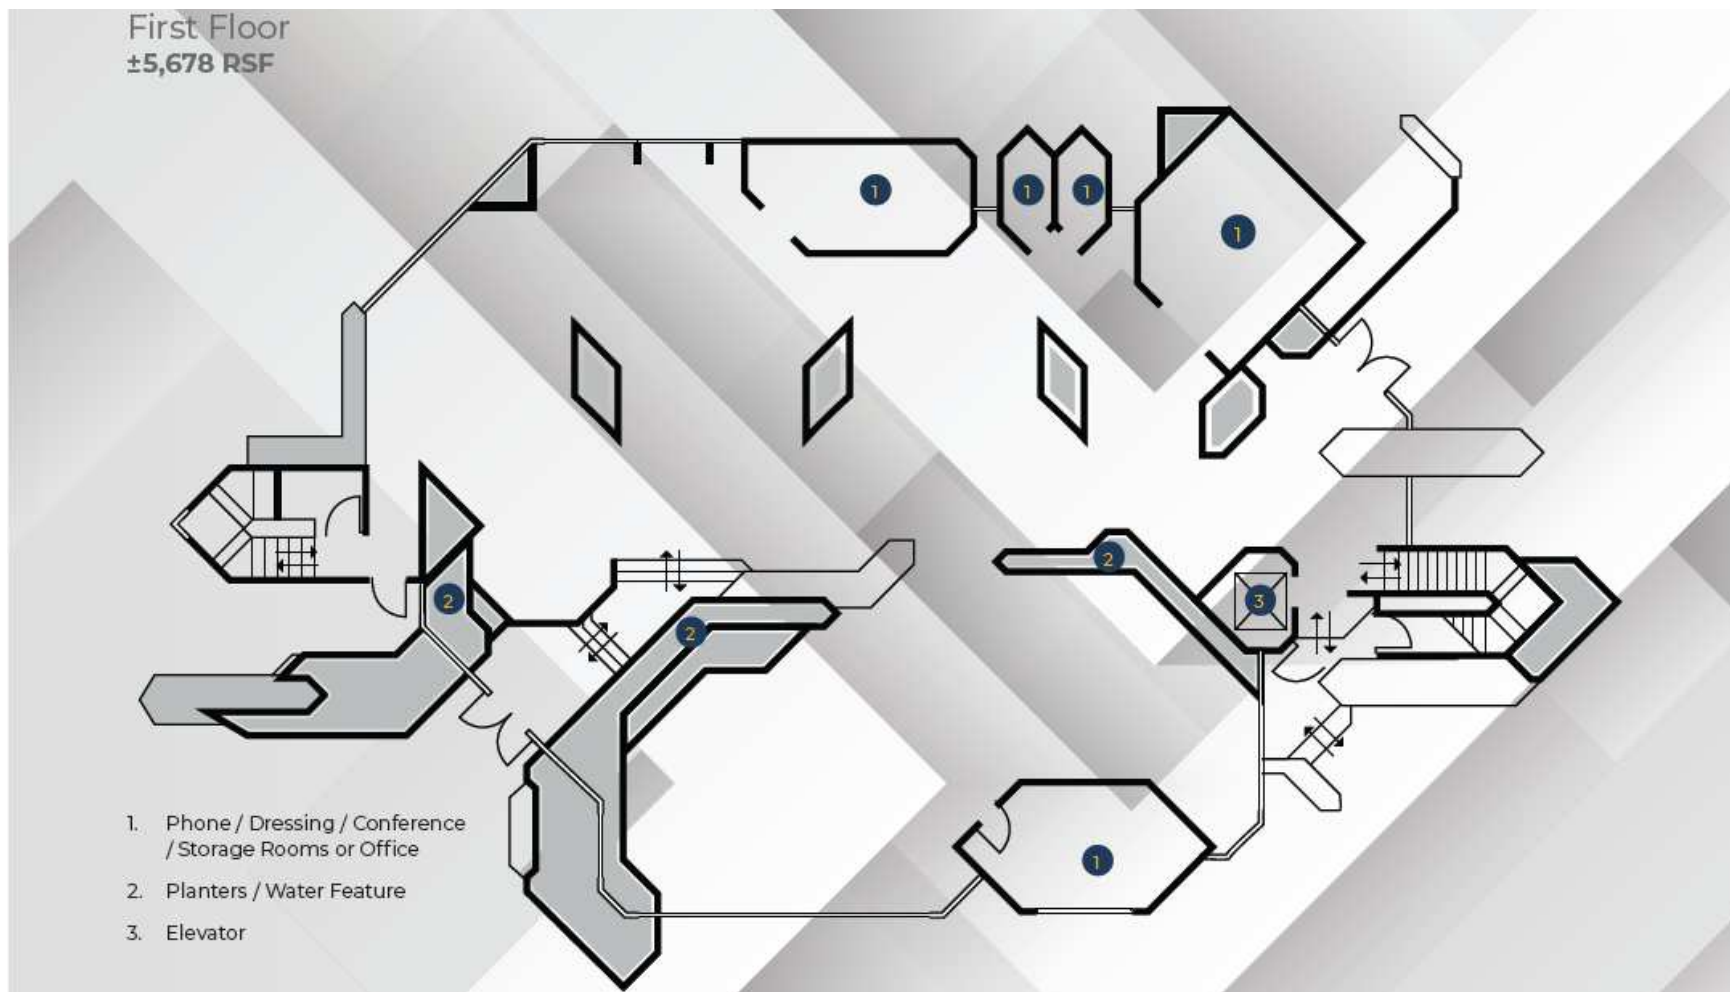 First Floor
±5,678 RSF
1
1
1
1
2
2
2
3
1
1. Phone / Dressing / Conference
/ Storage Rooms or Office
2. Planters / Water Feature
3. Elevator